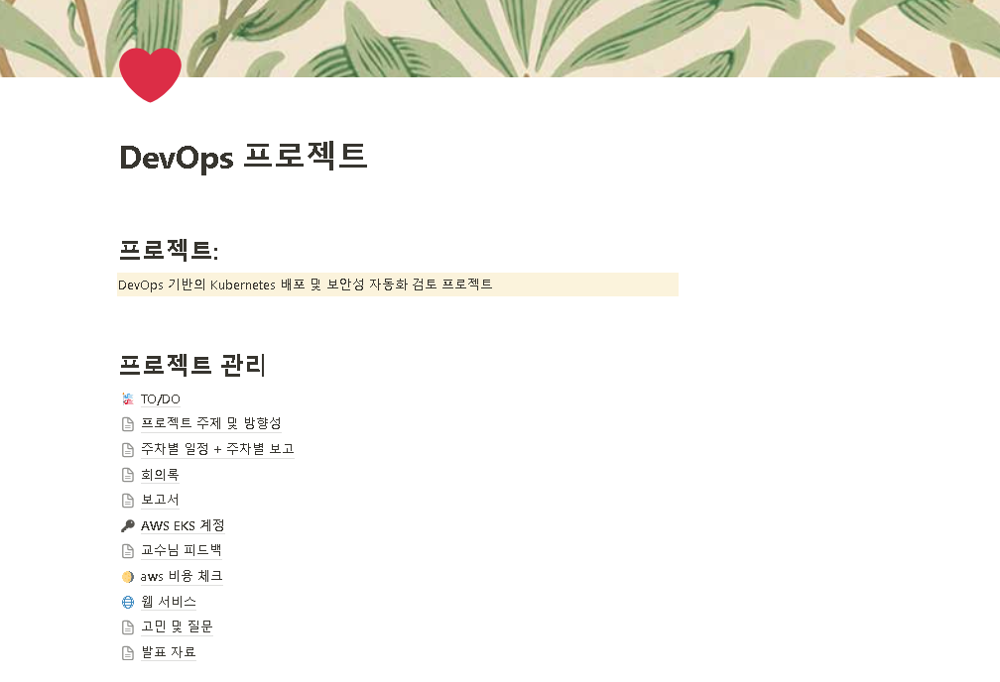 DevOps 프로젝트
프로젝트:
DevOps 기반의 Kubernetes 배포 및 보안성 자동화 검토 프로젝트
프로젝트 관리
TO/DO
프로젝트 주제 및 방향성
주차별 일정 + 주차별 보고
회의록
보고서
AWS EKS 계정
교수님 피드백
aws 비용 체크
웹 서비스
고민 및 질문
발표 자료